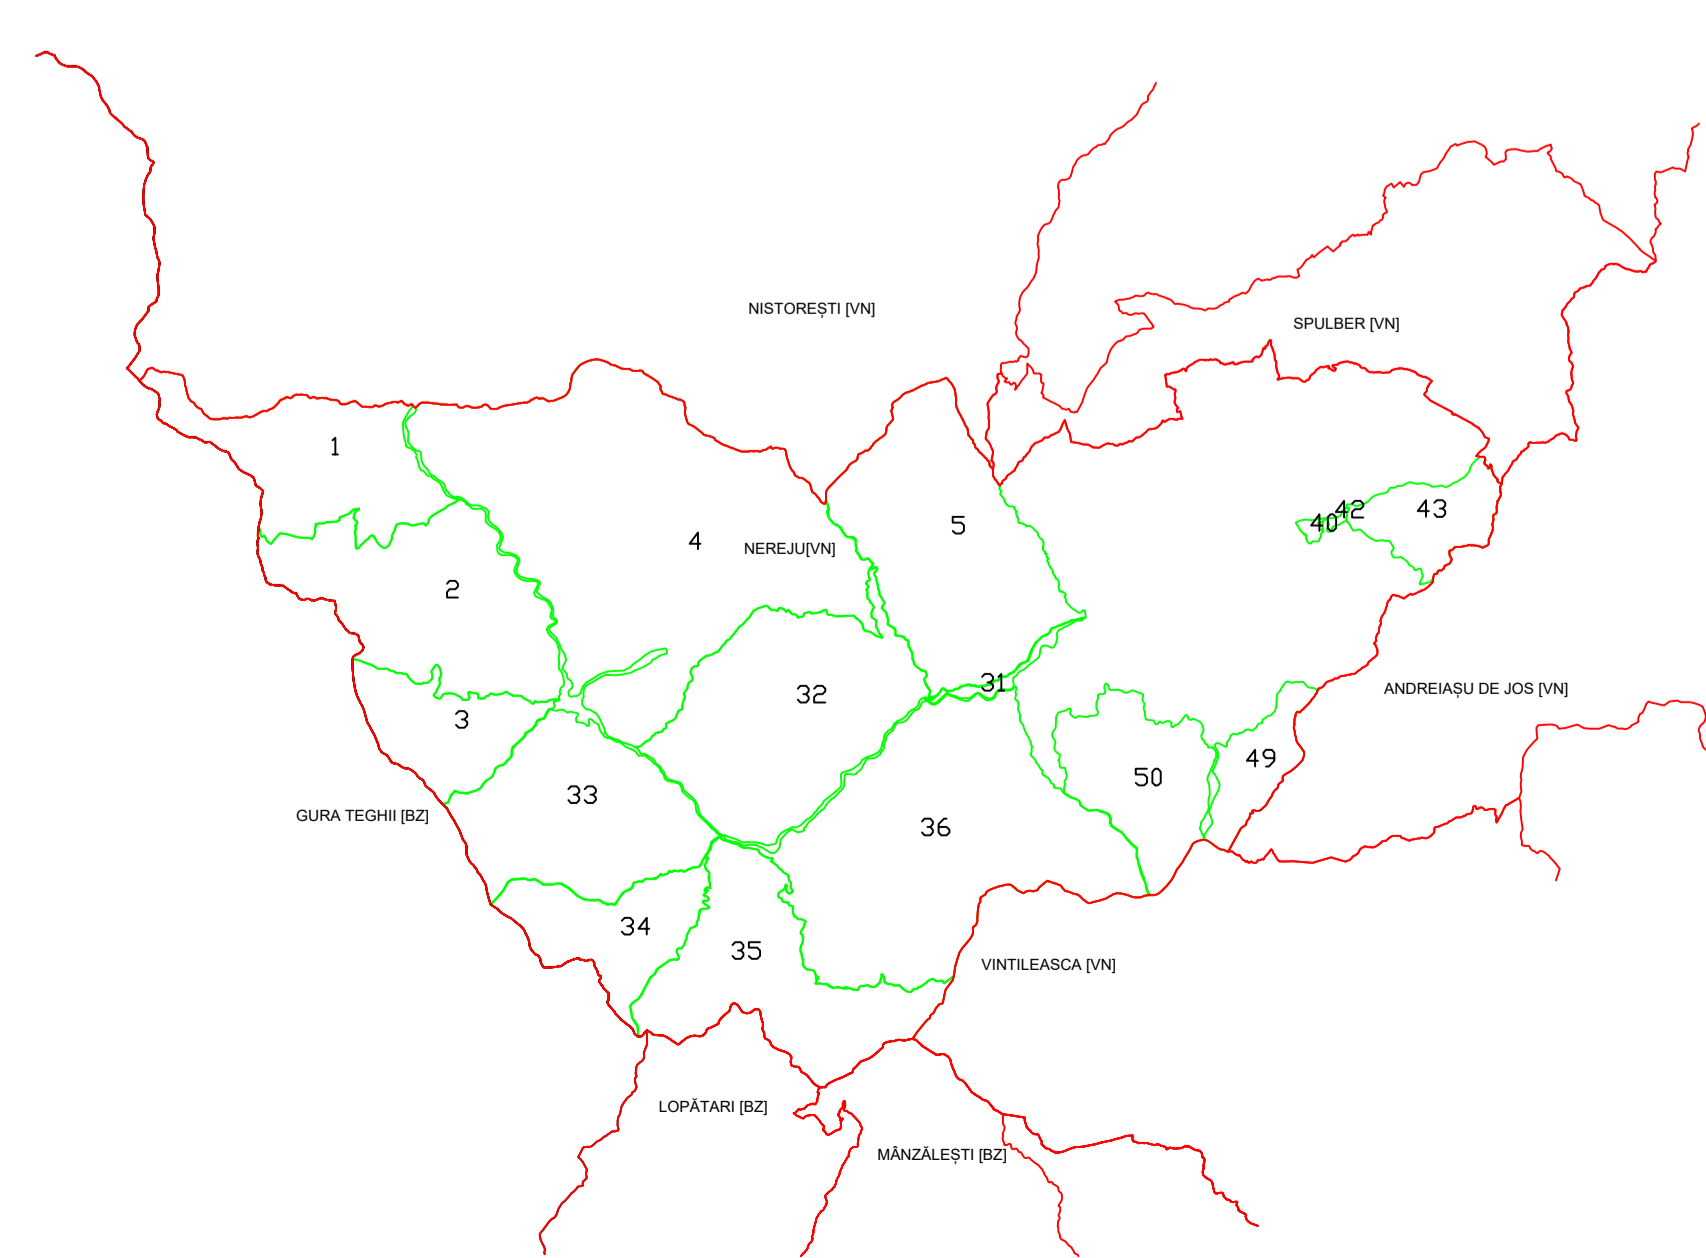 NISTOREȘTI [VN]
SPULBER [VN]
1
5
42
43
40
4
NEREJU[VN]
2
31
32
ANDREIAȘU DE JOS [VN]
3
49
50
33
GURA TEGHII [BZ]
36
34
35
VINTILEASCA [VN]
LOPĂTARI [BZ]
MÂNZĂLEȘTI [BZ]